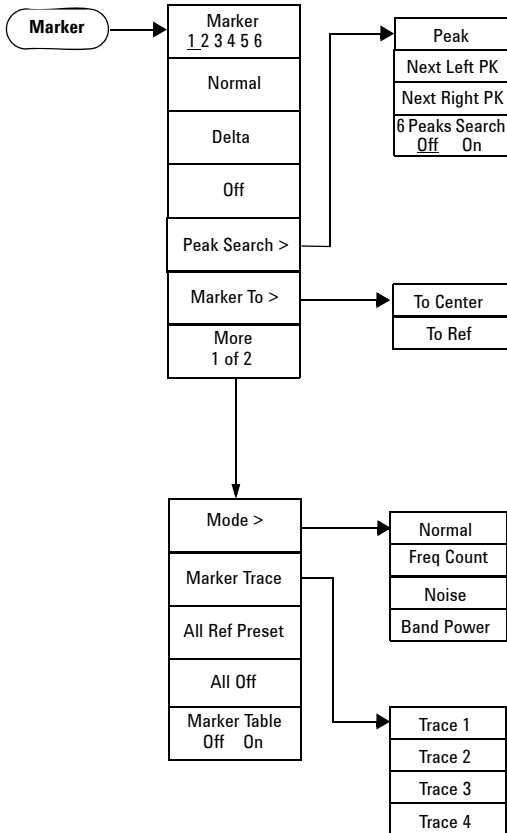 Marker
Marker
1 2 3 4 5 6
Normal
Delta
Off
Peak Search >
Marker To >
More
1 of 2
Peak
Next Left PK
Next Right PK
6 Peaks Search
Off On
To Center
To Ref
Mode >
Marker Trace
All Ref Preset
All Off
Marker Table
Off On
Normal
Freq Count
Noise
Band Power
Trace 1
Trace 2
Trace 3
Trace 4